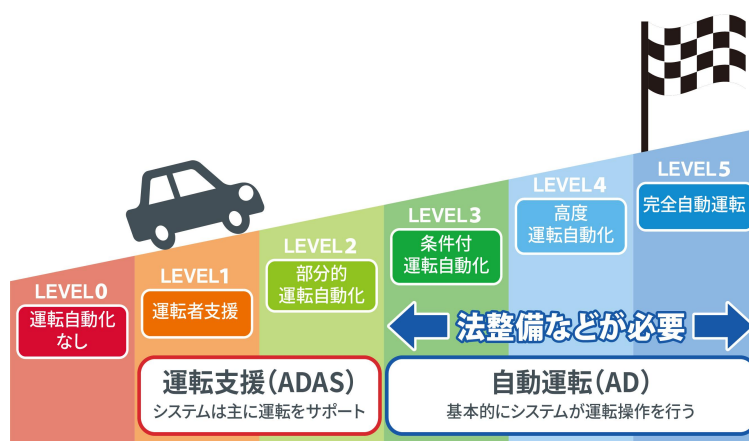 LEVEL0
運転自動化
なし
LEVEL1
運転者支援
LEVEL2
部分的
運転自動化
LEVEL3
条件付
運転自動化
LEVEL4
高度
運転自動化
LEVEL5
完全自動運転
法整備などが必要
運転支援(ADAS)
システムは主に運転をサポート
自動運転(AD)
基本的にシステムが運転操作を行う